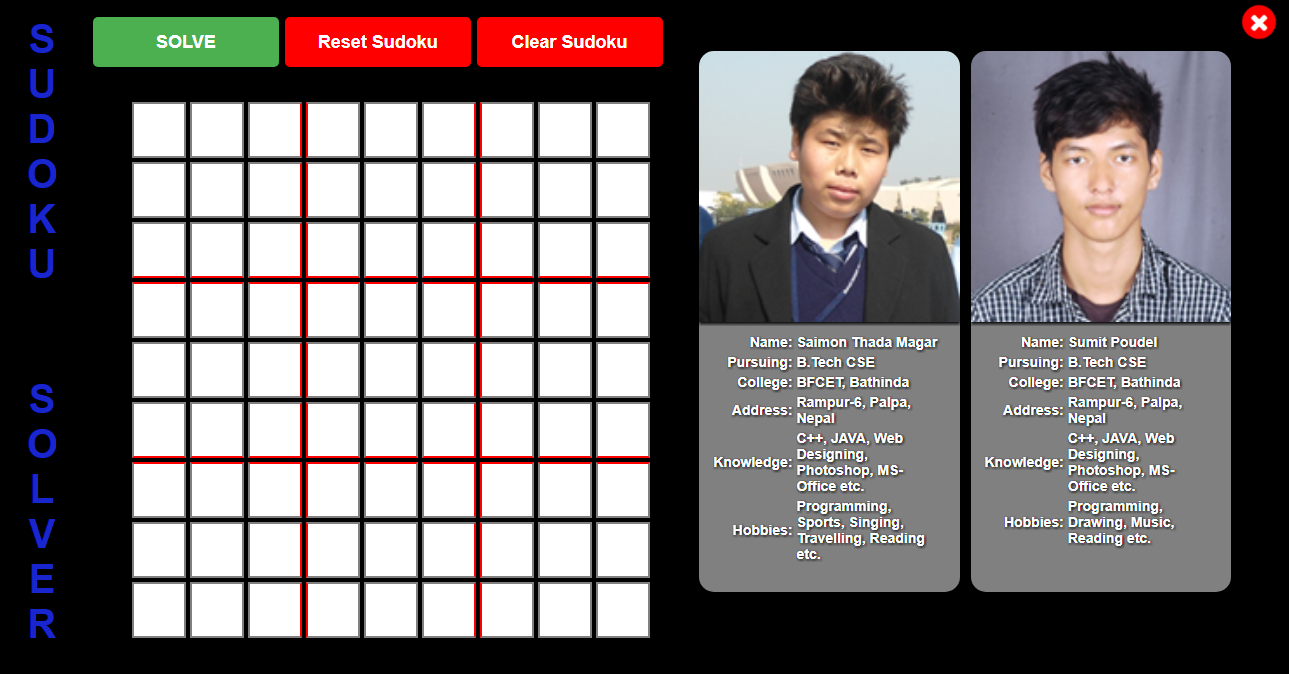 SUDOKU
SOLVER
SOLVE
Reset Sudoku
Clear Sudoku
Name: Saimon Thada Magar
Pursuing: B.Tech CSE
College: BFCET, Bathinda
Address: Rampur-6, Palpa,
Nepal
Knowledge: C++, JAVA, Web
Designing,
Photoshop, MS-
Office etc.
Hobbies: Programming,
Sports, Singing,
Travelling, Reading
etc.
Name: Sumit Poudel
Pursuing: B.Tech CSE
College: BFCET, Bathinda
Address: Rampur-6, Palpa,
Nepal
Knowledge: C++, JAVA, Web
Designing,
Photoshop, MS-
Office etc.
Hobbies: Programming,
Drawing, Music,
Reading etc.